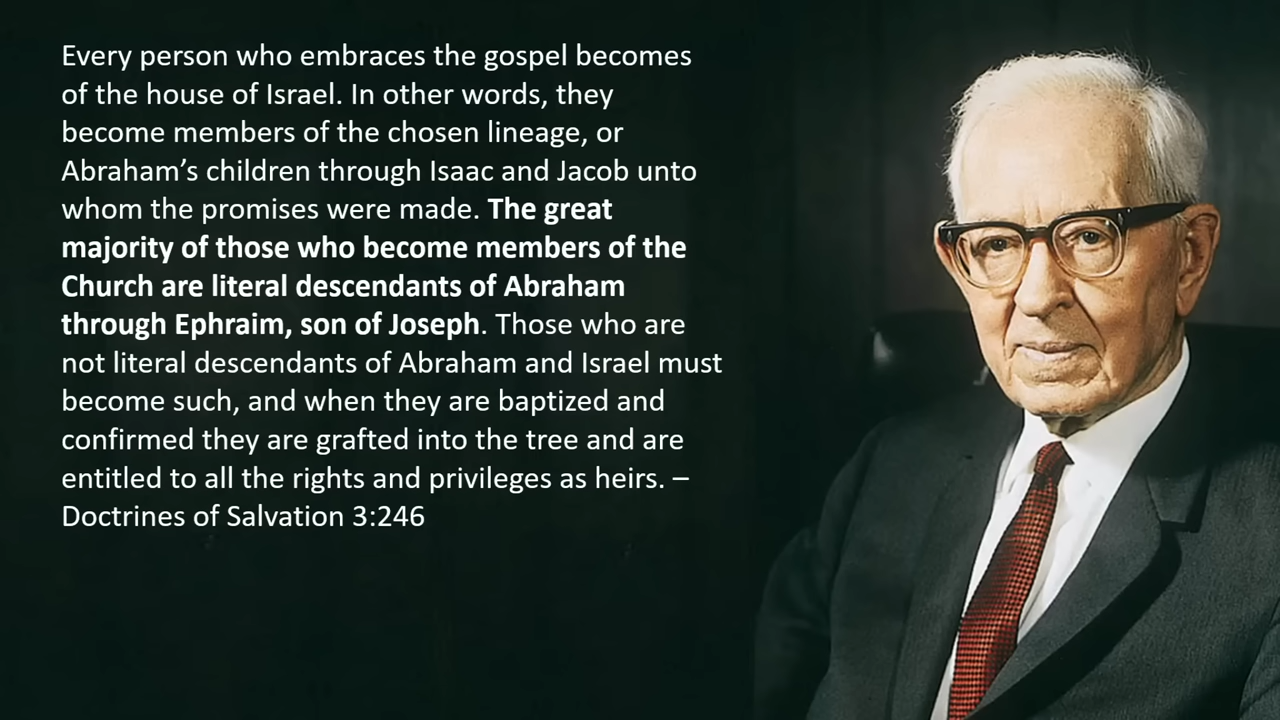 Every person who embraces the gospel becomes
of the house of Israel. In other words, they
become members of the chosen lineage, or
Abraham’s children through Isaac and Jacob unto
whom the promises were made. The great
majority of those who become members of the
Church are literal descendants of Abraham
through Ephraim, son of Joseph. Those who are
not literal descendants of Abraham and Israel must
become such, and when they are baptized and
confirmed they are grafted into the tree and are
entitled to all the rights and privileges as heirs. –
Doctrines of Salvation 3:246